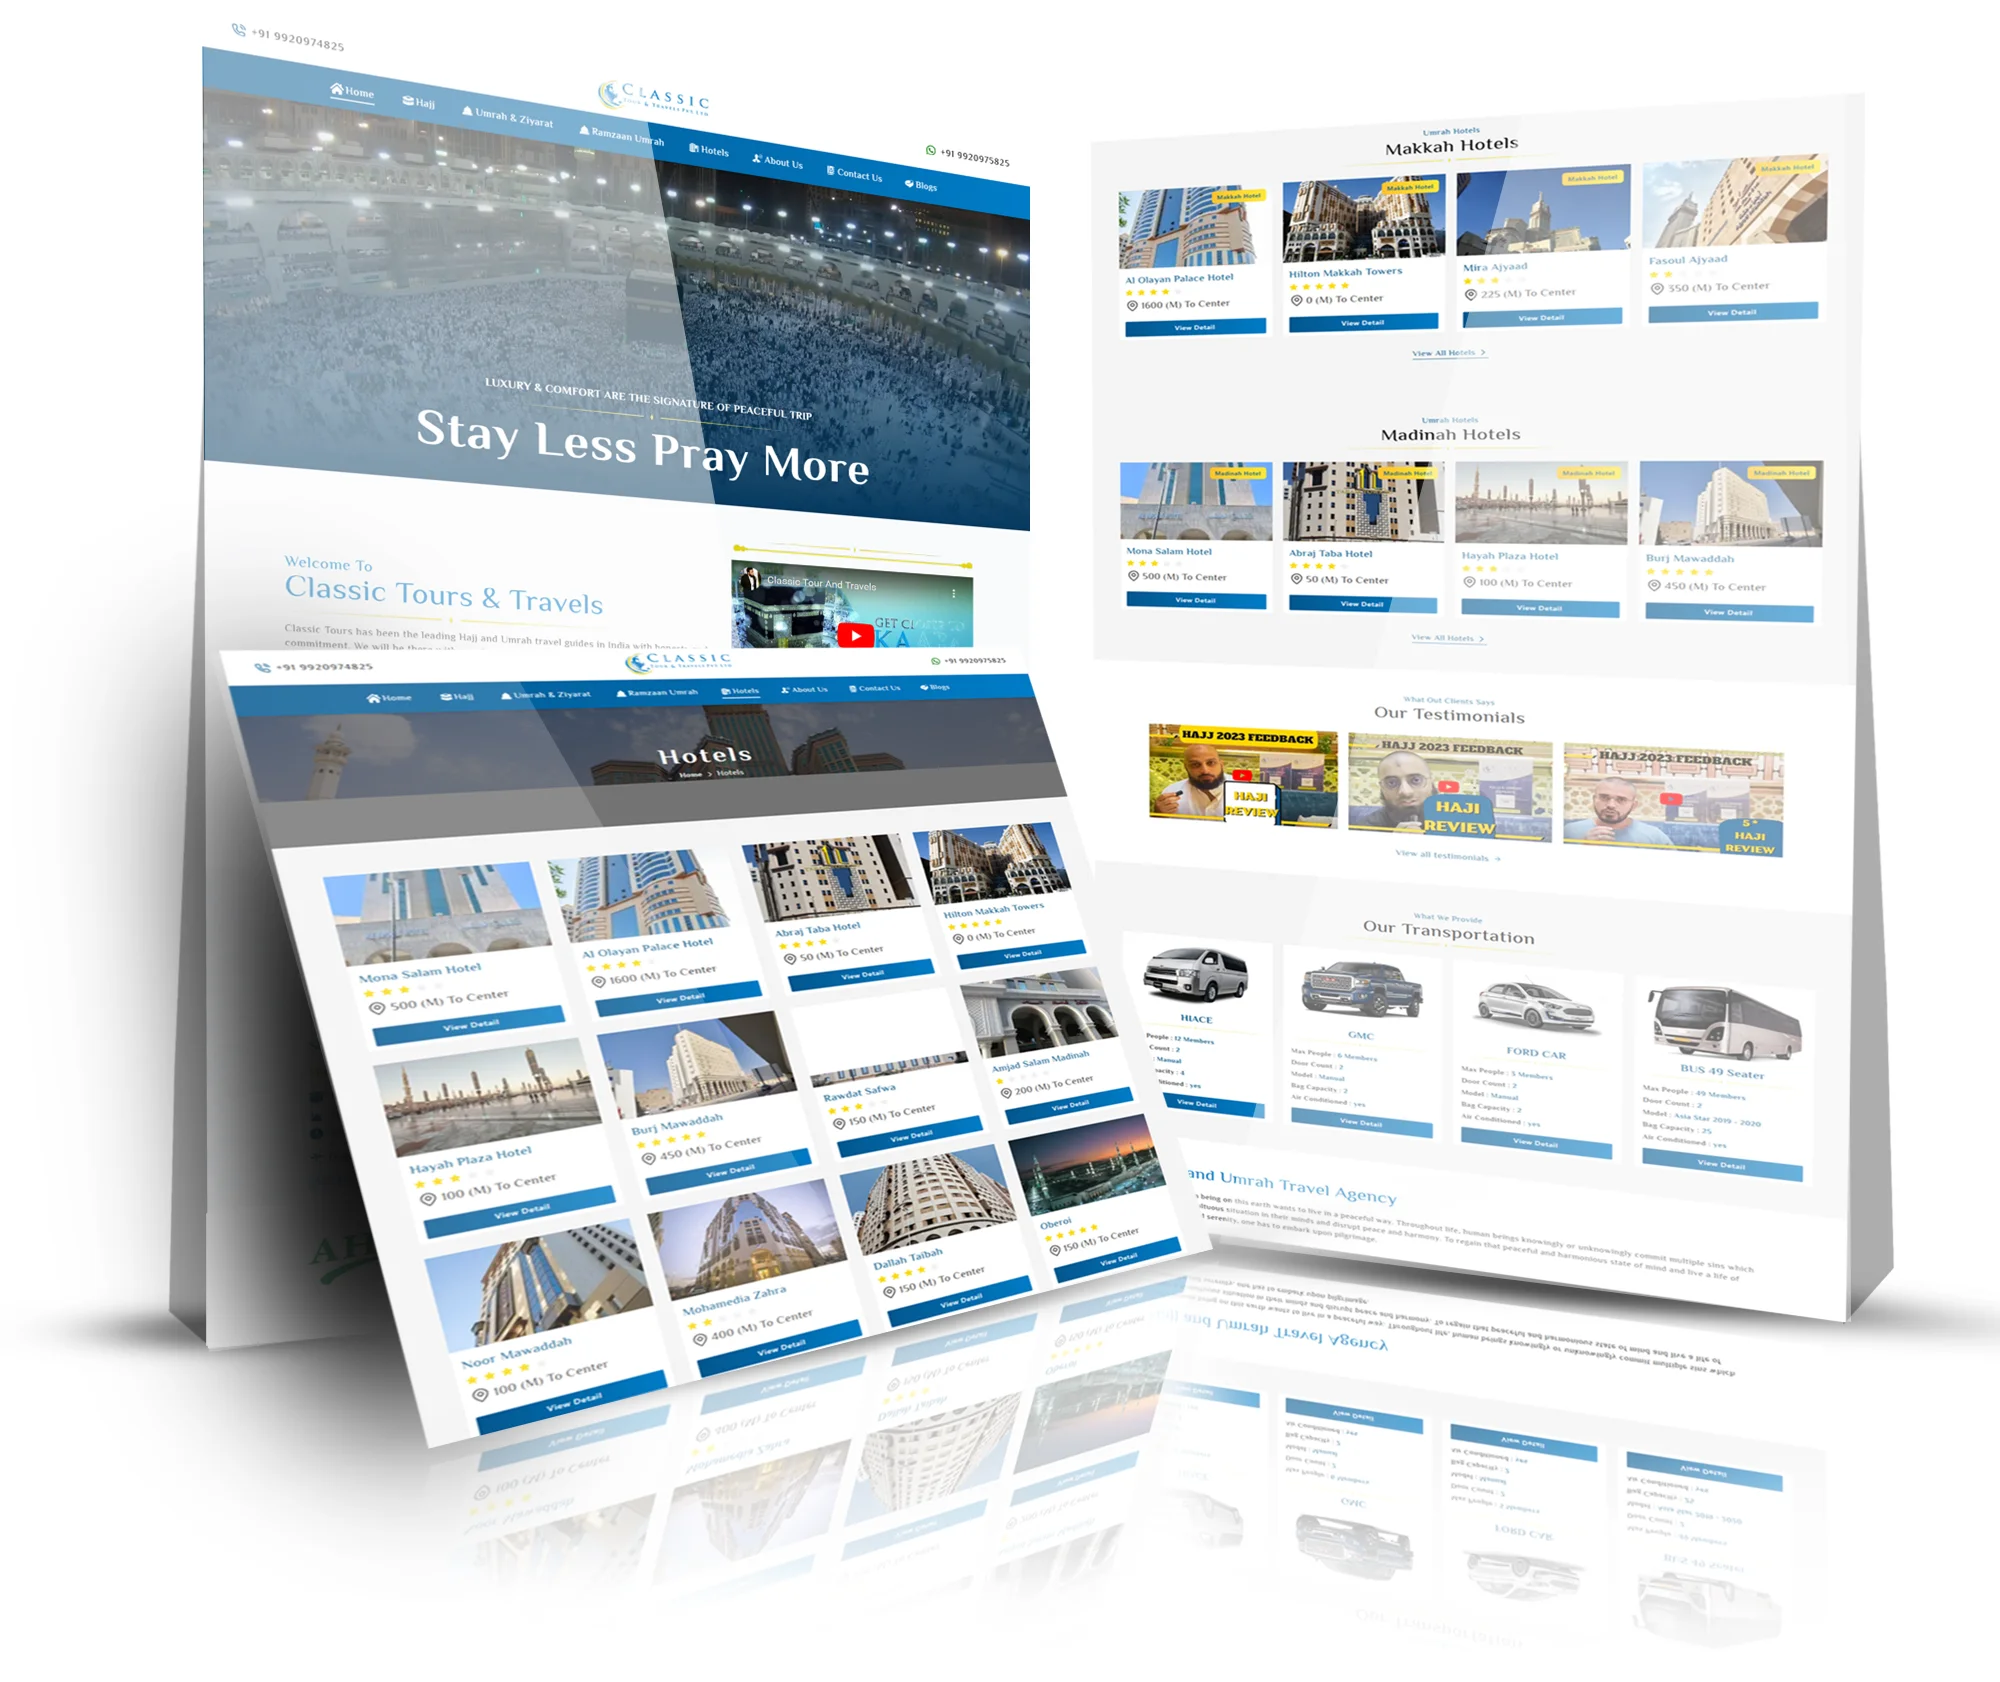 +91 9920974825
CLASSIC
TOUR & TRAVELS PVT LTD
+91 9920975825
Home
Hajj
Umrah & Ziyarat
Ramzaan Umrah
Hotels
About Us
Contact Us
Blogs
LUXURY & COMFORT ARE THE SIGNATURE OF PEACEFUL TRIP
Stay Less Pray More
Welcome To
Classic Tours & Travels
Classic Tours has been the leading Hajj and Umrah travel guides in India with
commitment. We will be there
Classic Tour And Travels
GET
KA
+91 9920974825
CLASSIC
TOUR & TRAVELS PVT LTD
+91 9920975825
Home
Hajj
Umrah & Ziyarat
Ramzaan Umrah
Hotels
About Us
Contact Us
Blogs
Hotels
Home > Hotels
Mona Salam Hotel
500 (M) To Center
View Detail
Al Olayan Palace Hotel
1600 (M) To Center
View Detail
Abraj Taba Hotel
50 (M) To Center
View Detail
Hilton Makkah Towers
0 (M) To Center
View Detail
Hayah Plaza Hotel
100 (M) To Center
View Detail
Burj Mawaddah
450 (M) To Center
View Detail
Rawdat Safwa
150 (M) To Center
View Detail
Amjad Salam Madinah
200 (M) To Center
View Detail
Noor Mawaddah
100 (M) To Center
View Detail
Mohamedia Zahra
400 (M) To Center
View Detail
Dallah Taibah
150 (M) To Center
View Detail
Oberoi
150 (M) To Center
View Detail
Umrah Hotels
Makkah Hotels
Makkah Hotel
Al Olayan Palace Hotel
1600 (M) To Center
View Detail
Makkah Hotel
Hilton Makkah Towers
0 (M) To Center
View Detail
Makkah Hotel
Mira Ajyaad
225 (M) To Center
View Detail
Makkah Hotel
Fasoul Ajyaad
350 (M) To Center
View Detail
View All Hotels >
Umrah Hotels
Madinah Hotels
Madinah Hotel
Mona Salam Hotel
500 (M) To Center
View Detail
Madinah Hotel
Abraj Taba Hotel
50 (M) To Center
View Detail
Madinah Hotel
Hayah Plaza Hotel
100 (M) To Center
View Detail
Madinah Hotel
Burj Mawaddah
450 (M) To Center
View Detail
View All Hotels >
What Out Clients Says
Our Testimonials
HAJJ 2023 FEEDBACK
HAJI
REVIEW
HAJJ 2023 FEEDBACK
HAJI
REVIEW
HAJJ 2023 FEEDBACK
5*
HAJI
REVIEW
View all testimonials →
What We Provide
Our Transportation
HIACE
People : 12 Members
Count : 2
: Manual
acity : 4
itioned : yes
View Detail
GMC
Max People : 6 Members
Door Count : 2
Model : Manual
Bag Capacity : 2
Air Conditioned : yes
View Detail
FORD CAR
Max People : 3 Members
Door Count : 2
Model : Manual
Bag Capacity : 2
Air Conditioned : yes
View Detail
BUS 49 Seater
Max People : 49 Members
Door Count : 2
Model : Asia Star 2019 - 2020
Bag Capacity : 25
Air Conditioned : yes
View Detail
and Umrah Travel Agency
being on this earth wants to live in a peaceful way. Throughout life, human beings knowingly or unknowingly commit multiple sins which
situation in their minds and disrupt peace and harmony. To regain that peaceful and harmonious state of mind and live a life of
serenity, one has to embark upon pilgrimage.